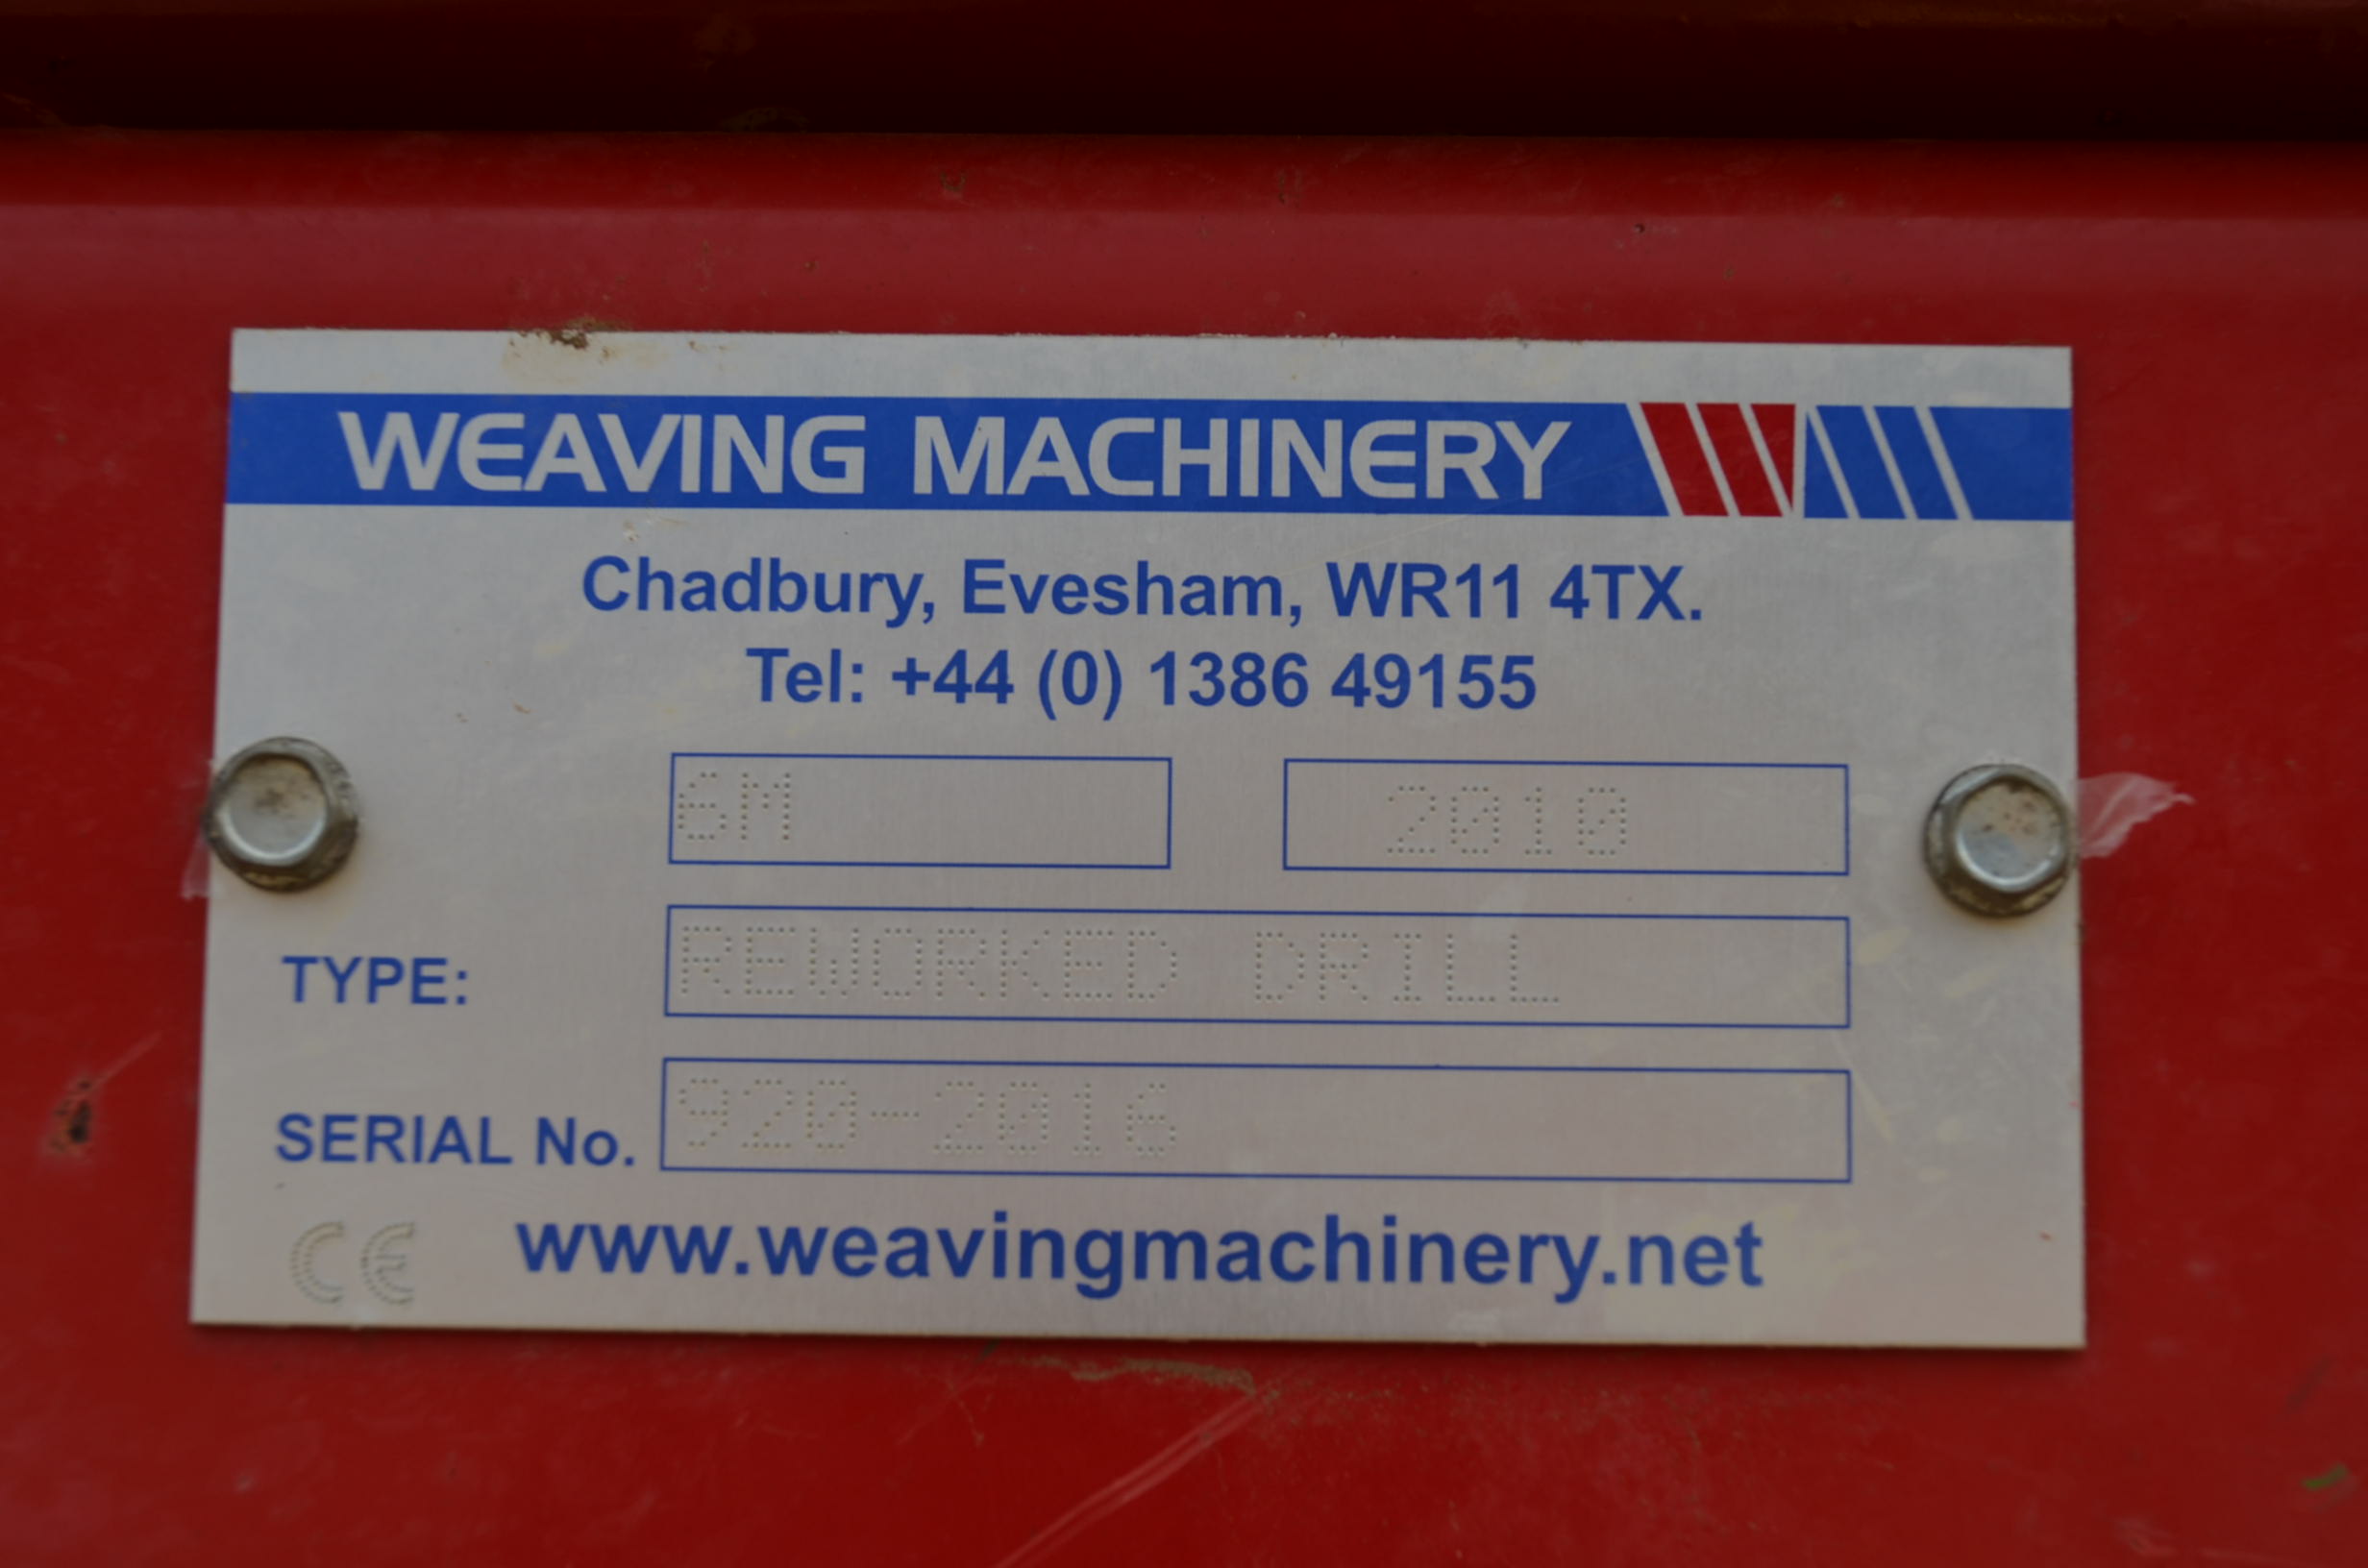 WEAVING MACHINERY
Chadbury, Evesham, WR11 4TX.
Tel: +44 (0) 1386 49155
6M 2010
TYPE: REWORKED DRILL
SERIAL No. 920-2016
CE www.weavingmachinery.net